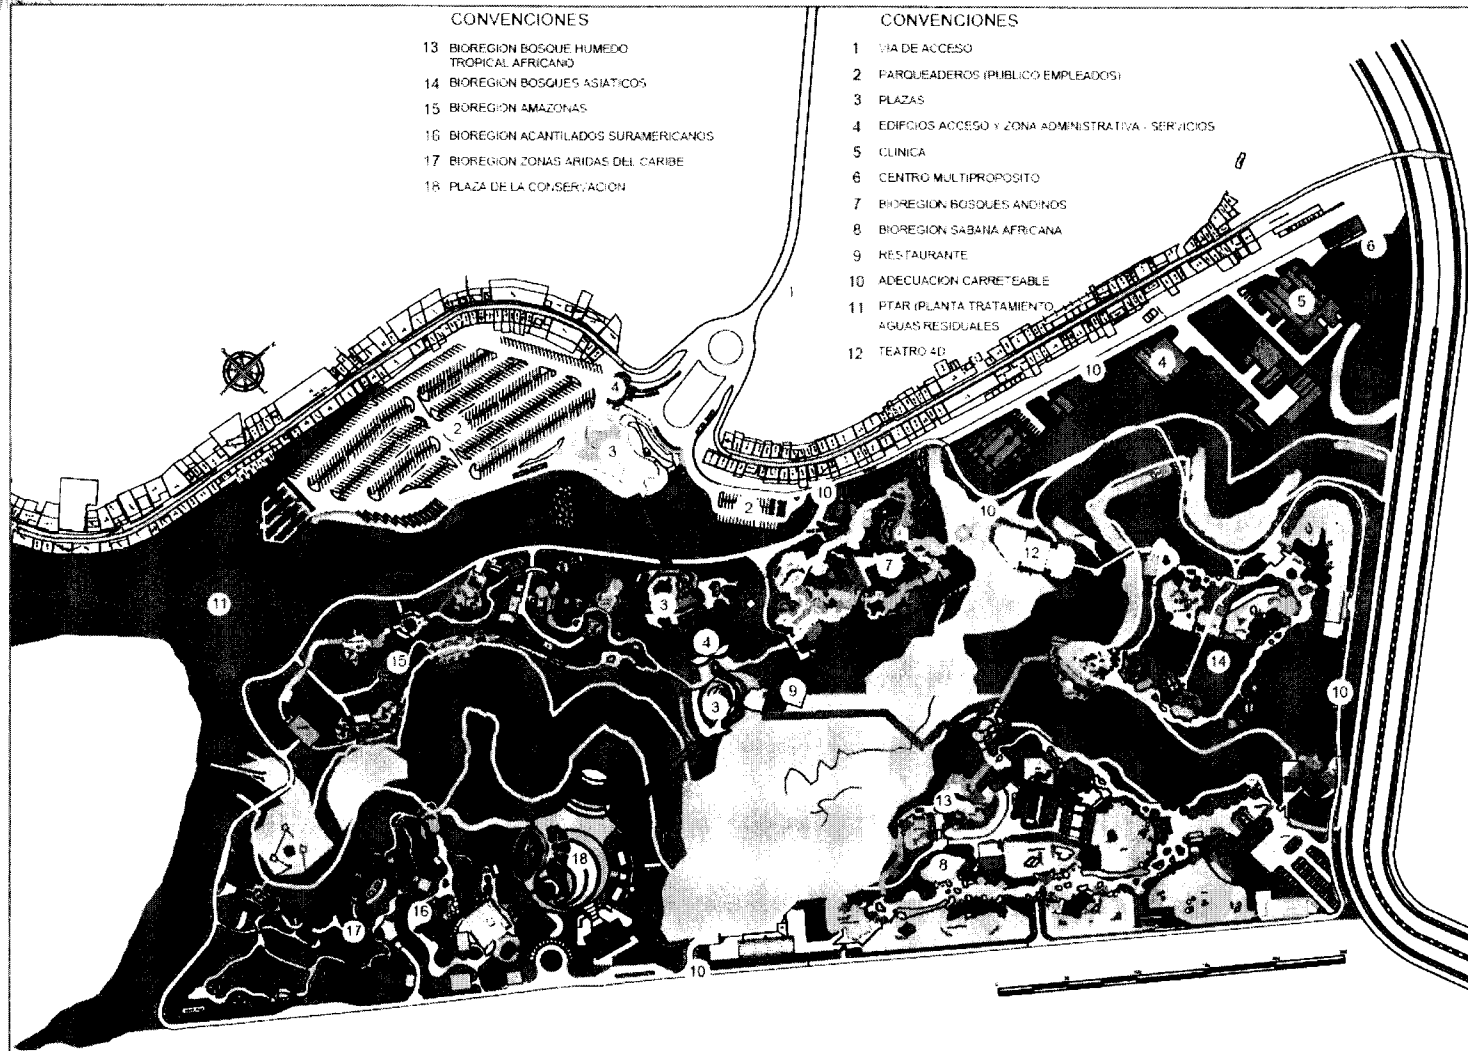 CONVENCIONES
13 BIOREGION BOSQUE HUMEDO
TROPICAL AFRICANO
14 BIOREGION BOSQUES ASIATICOS
15 BIOREGION AMAZONAS
16 BIOREGION ACANTILADOS SURAMERICANOS
17 BIOREGION ZONAS ARIDAS DEL CARIBE
18 PLAZA DE LA CONSERVACION
CONVENCIONES
1 VIA DE ACCESO
2 PARQUEADEROS (PUBLICO EMPLEADOS)
3 PLAZAS
4 EDIFCIOS ACCESO Y ZONA ADMINISTRATIVA - SERVICIOS
5 CLINICA
6 CENTRO MULTIPROPOSITO
7 BIOREGION BOSQUES ANDINOS
8 BIOREGION SABANA AFRICANA
9 RESTAURANTE
10 ADECUACION CARRETEABLE
11 PTAR (PLANTA TRATAMIENTO
AGUAS RESIDUALES
12 TEATRO 4D
6
5
4
10
4
2
3
2
10
10
12
7
11
3
4
15
14
9
3
10
13
18
8
16
17
10